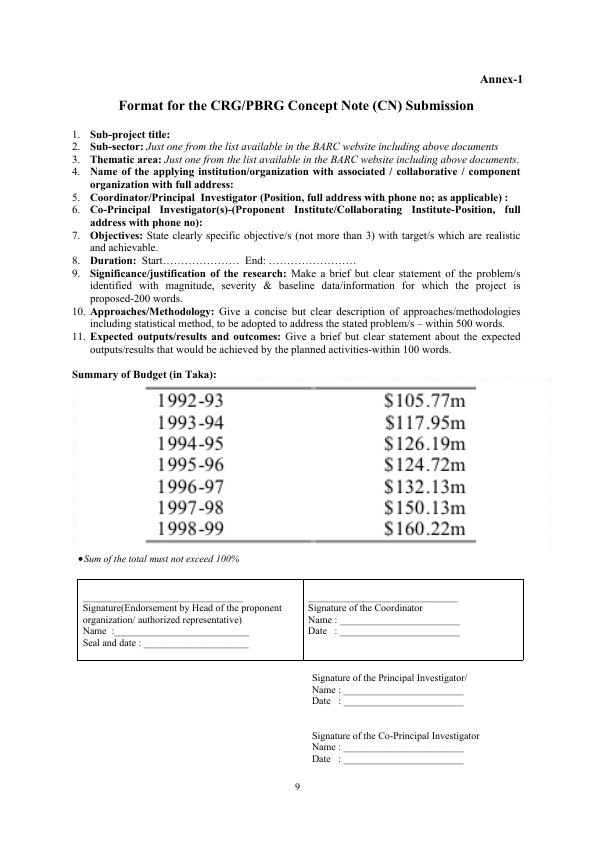 Annex-1
Format for the CRG/PBRG Concept Note (CN) Submission
1. Sub-project title:
2. Sub-sector: Just one from the list available in the BARC website including above documents
3. Thematic area: Just one from the list available in the BARC website including above documents.
4. Name of the applying institution/organization with associated / collaborative / component
organization with full address:
5. Coordinator/Principal Investigator (Position, full address with phone no; as applicable) :
6. Co-Principal Investigator(s)-(Proponent Institute/Collaborating Institute-Position, full
address with phone no):
7. Objectives: State clearly specific objective/s (not more than 3) with target/s which are realistic
and achievable.
8. Duration: Start………………… End: ……………………
9. Significance/justification of the research: Make a brief but clear statement of the problem/s
identified with magnitude, severity & baseline data/information for which the project is
proposed-200 words.
10. Approaches/Methodology: Give a concise but clear description of approaches/methodologies
including statistical method, to be adopted to address the stated problem/s – within 500 words.
11. Expected outputs/results and outcomes: Give a brief but clear statement about the expected
outputs/results that would be achieved by the planned activities-within 100 words.
Summary of Budget (in Taka):
1992-93 $105.77m
1993-94 $117.95m
1994-95 $126.19m
1995-96 $124.72m
1996-97 $132.13m
1997-98 $150.13m
1998-99 $160.22m
•Sum of the total must not exceed 100%
Signature(Endorsement by Head of the proponent
organization/ authorized representative)
Name :___________________________
Seal and date : _____________________
Signature of the Coordinator
Name : ________________________
Date : ________________________
Signature of the Principal Investigator/
Name : ________________________
Date : ________________________
Signature of the Co-Principal Investigator
Name : ________________________
Date : ________________________
9